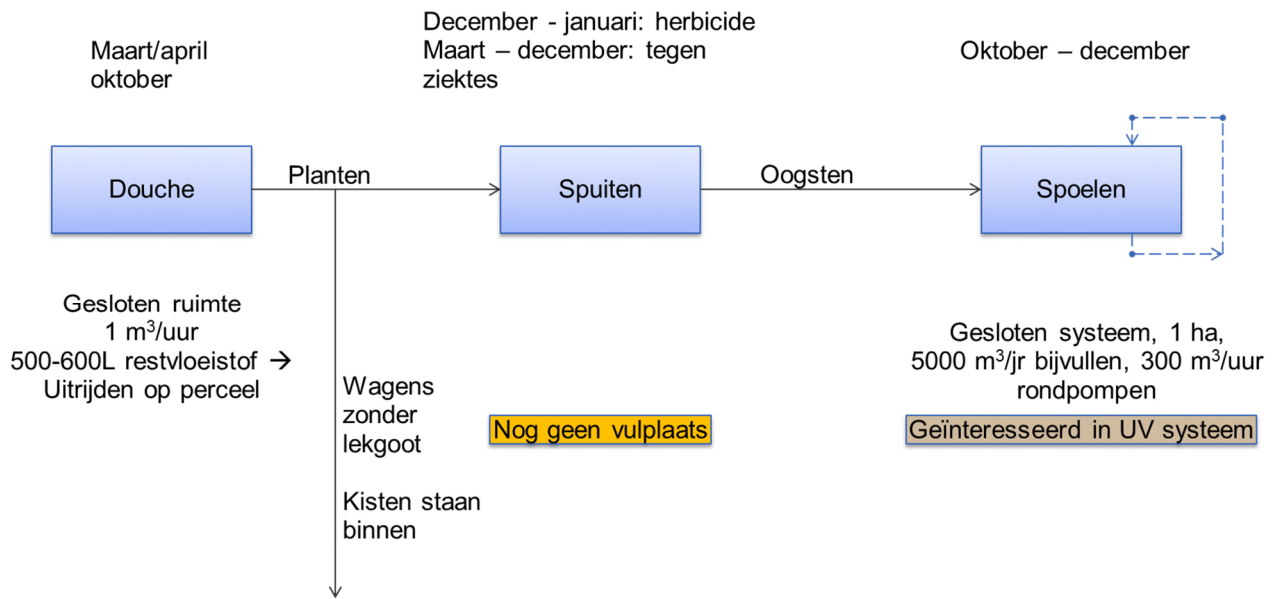 Maart/april
oktober
December - januari: herbicide
Maart – december: tegen
ziektes
Oktober – december
Douche
Planten
Spuiten
Oogsten
Spoelen
Gesloten ruimte
1 m³/uur
500-600L restvloeistof →
Uitrijden op perceel
Wagens
zonder
lekgoot
Kisten staan
binnen
Nog geen vulplaats
Gesloten systeem, 1 ha,
5000 m³/jr bijvullen, 300 m³/uur
rondpompen
Geïnteresseerd in UV systeem